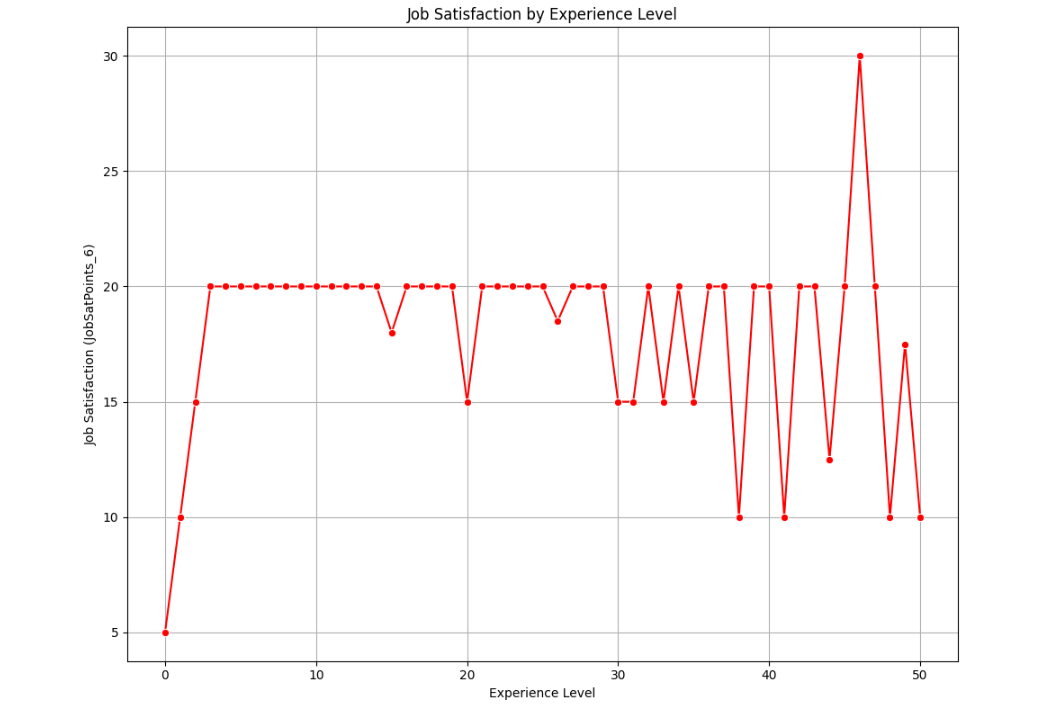 Job Satisfaction by Experience Level
Job Satisfaction (JobSatPoints_6)
30
25
20
15
10
5
0 10 20 30 40 50
Experience Level